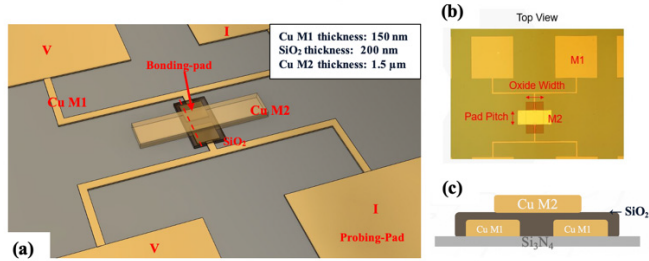 V
I
Cu M1 thickness: 150 nm
SiO₂ thickness: 200 nm
Cu M2 thickness: 1.5 μm
Bonding-pad
Cu M1
Cu M2
SiO₂
I
Probing-Pad
V
(a)
(b)
Top View
M1
Oxide Width
Pad Pitch
M2
(c)
Cu M2
SiO₂
Cu M1
Cu M1
Si₃N₄